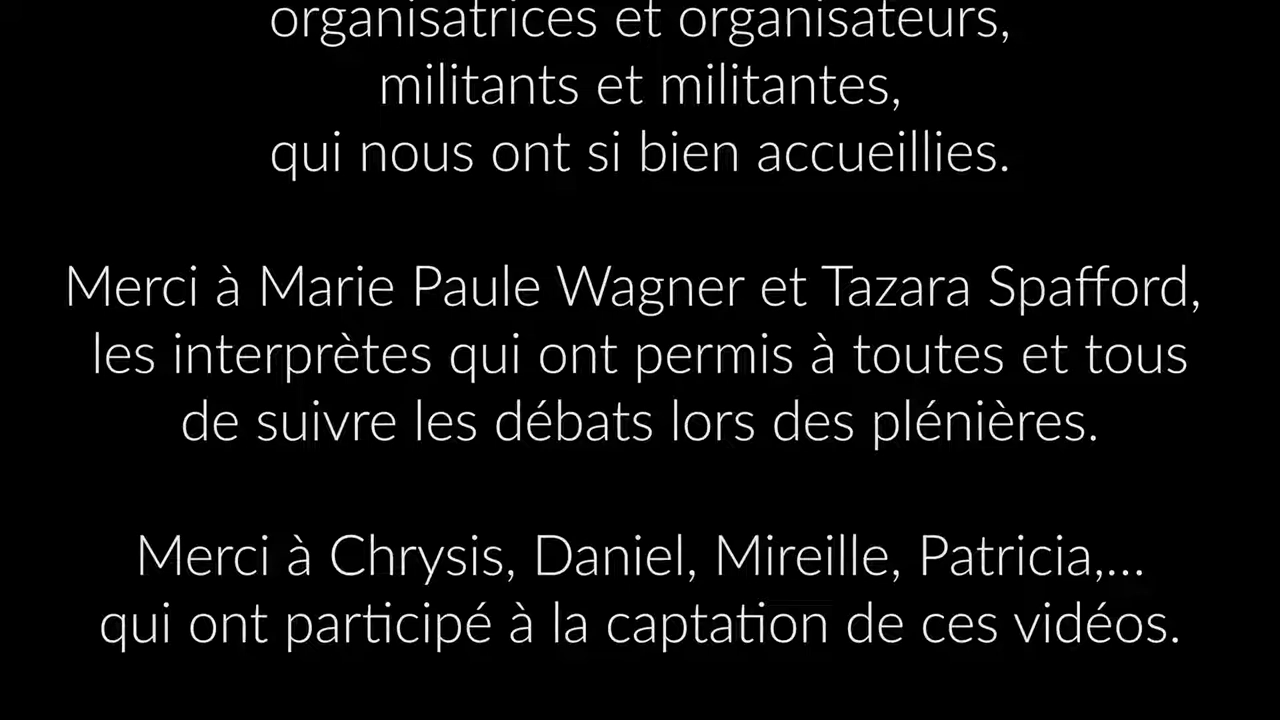 organisatrices et organisateurs,
militants et militantes,
qui nous ont si bien accueillies.
Merci à Marie Paule Wagner et Tazara Spafford,
les interprètes qui ont permis à toutes et tous
de suivre les débats lors des plénières.
Merci à Chrysis, Daniel, Mireille, Patricia,...
qui ont participé à la captation de ces vidéos.